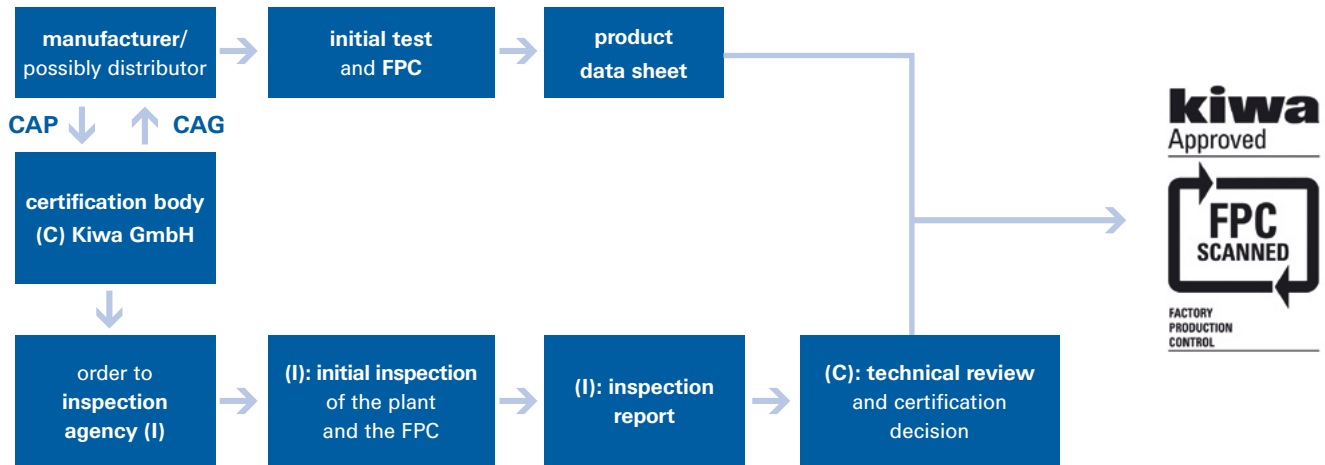 manufacturer/
possibly distributor
initial test
and FPC
product
data sheet
CAP
CAG
certification body
(C) Kiwa GmbH
order to
inspection
agency (I)
(I): initial inspection
of the plant
and the FPC
(I): inspection
report
(C): technical review
and certification
decision
kiwa
Approved
FPC
SCANNED
FACTORY
PRODUCTION
CONTROL